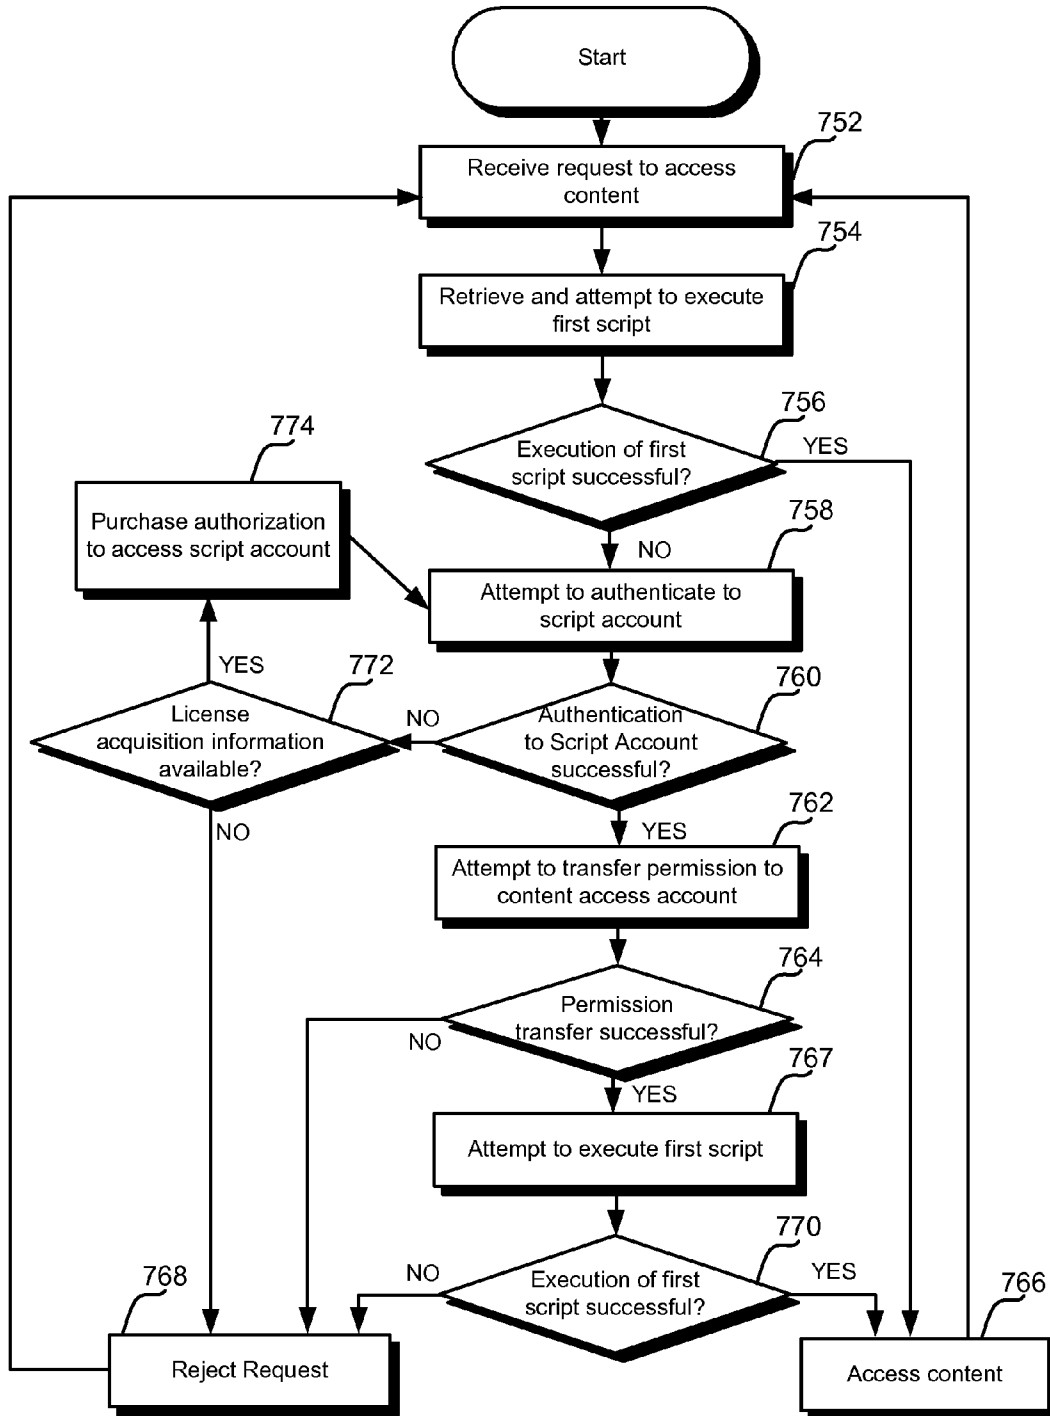 Start
752
Receive request to access
content
754
Retrieve and attempt to execute
first script
756
Execution of first
script successful?
YES
774
Purchase authorization
to access script account
NO
758
Attempt to authenticate to
script account
YES
772
License
acquisition information
available?
NO
760
Authentication
to Script Account
successful?
NO
YES
762
Attempt to transfer permission to
content access account
764
Permission
transfer successful?
NO
YES
767
Attempt to execute first script
770
Execution of first
script successful?
NO
YES
768
Reject Request
766
Access content